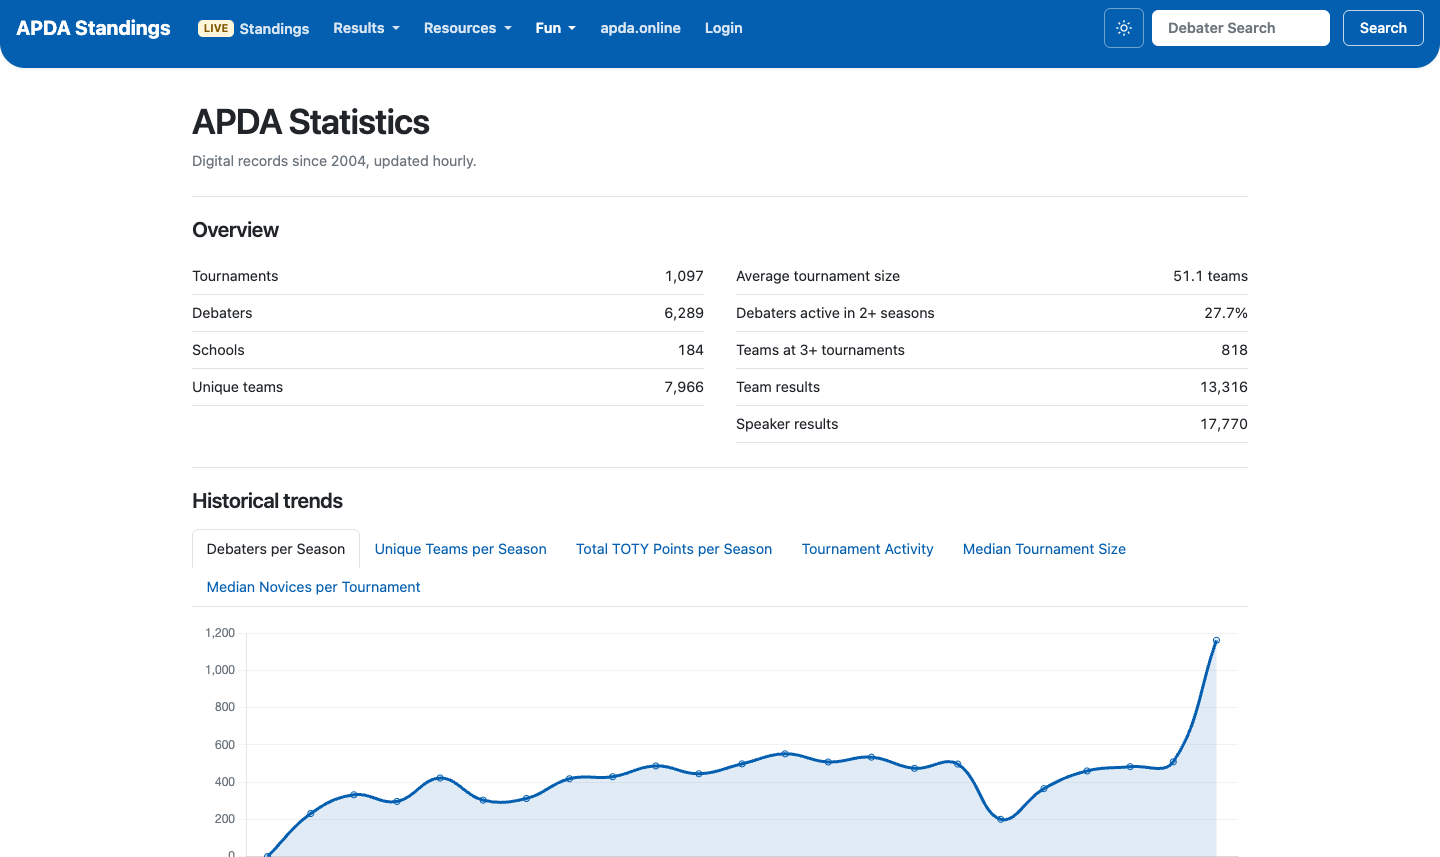 APDA Standings LIVE Standings Results Resources Fun apda.online Login Debater Search Search
APDA Statistics
Digital records since 2004, updated hourly.
Overview
Tournaments 1,097
Debaters 6,289
Schools 184
Unique teams 7,966
Average tournament size 51.1 teams
Debaters active in 2+ seasons 27.7%
Teams at 3+ tournaments 818
Team results 13,316
Speaker results 17,770
Historical trends
Debaters per Season Unique Teams per Season Total TOTY Points per Season Tournament Activity Median Tournament Size
Median Novices per Tournament
1,200
1,000
800
600
400
200
0